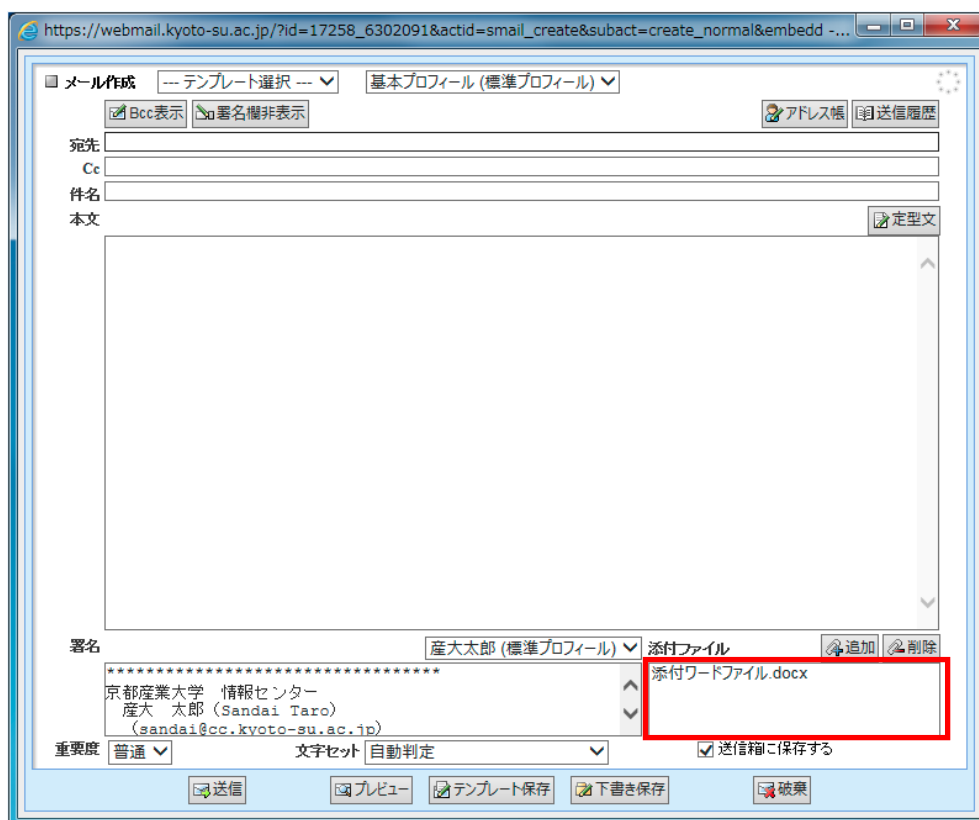 https://webmail.kyoto-su.ac.jp/?id=17258_6302091&actid=smail_create&subact=create_normal&embedd -...
メール作成 --- テンプレート選択 --- 基本プロフィール (標準プロフィール)
Bcc表示 署名欄非表示 アドレス帳 送信履歴
宛先
Cc
件名
本文 定型文
署名 産大太郎 (標準プロフィール) 添付ファイル 追加 削除
**********************************
京都産業大学 情報センター
産大 太郎 (Sandai Taro)
(sandai@cc.kyoto-su.ac.jp)
添付ワードファイル.docx
重要度 普通 文字セット 自動判定 送信箱に保存する
送信 プレビュー テンプレート保存 下書き保存 破棄